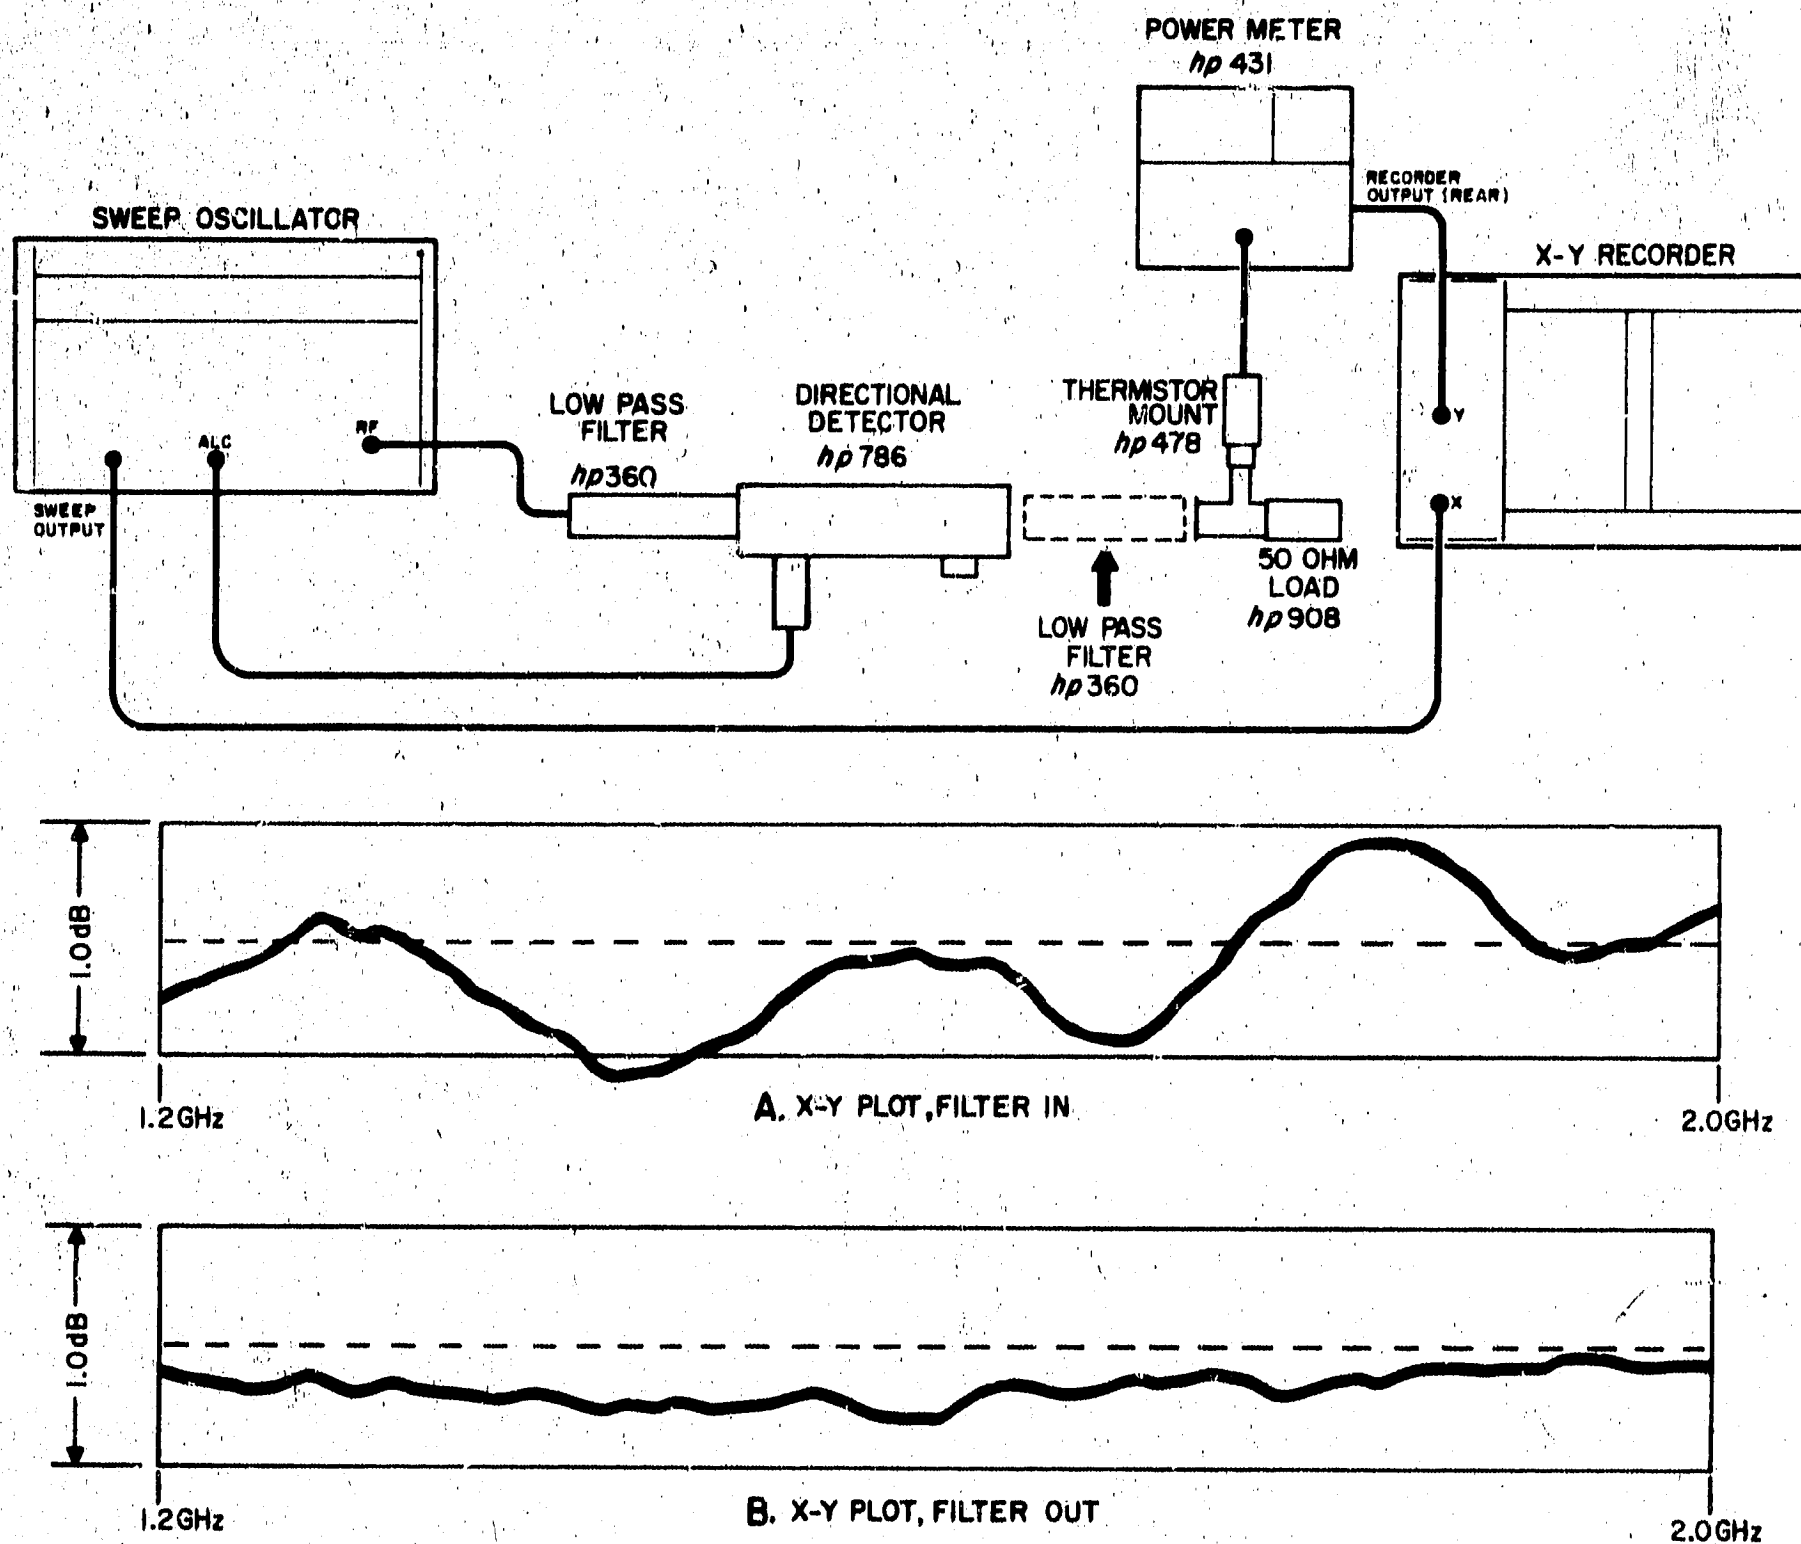 POWER METER
hp 431
RECORDER
OUTPUT (REAR)
SWEEP OSCILLATOR
X-Y RECORDER
LOW PASS
FILTER
hp 360
DIRECTIONAL
DETECTOR
hp 786
THERMISTOR
MOUNT
hp 478
RF
ALC
Y
X
SWEEP
OUTPUT
50 OHM
LOAD
hp 908
LOW PASS
FILTER
hp 360
1.0dB
1.2GHz
A. X-Y PLOT, FILTER IN
2.0GHz
1.0dB
1.2GHz
B. X-Y PLOT, FILTER OUT
2.0GHz